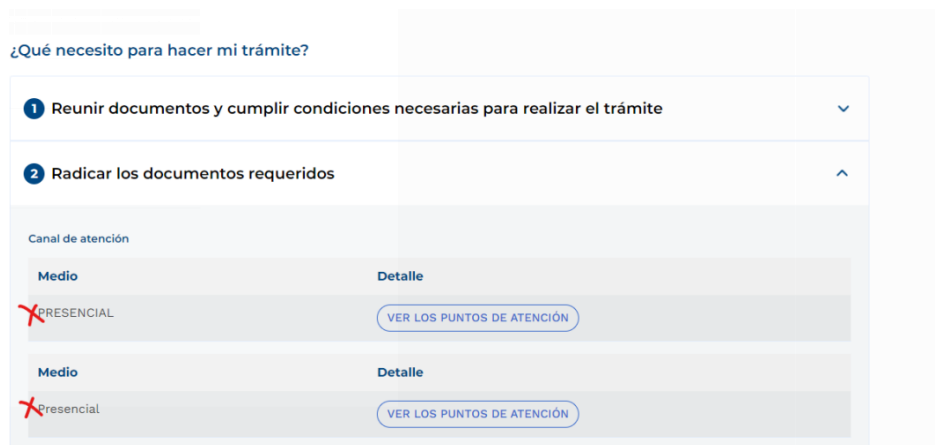 ¿Qué necesito para hacer mi trámite?
1 Reunir documentos y cumplir condiciones necesarias para realizar el trámite
2 Radicar los documentos requeridos
Canal de atención
Medio Detalle
PRESENCIAL VER LOS PUNTOS DE ATENCIÓN
Medio Detalle
Presencial VER LOS PUNTOS DE ATENCIÓN